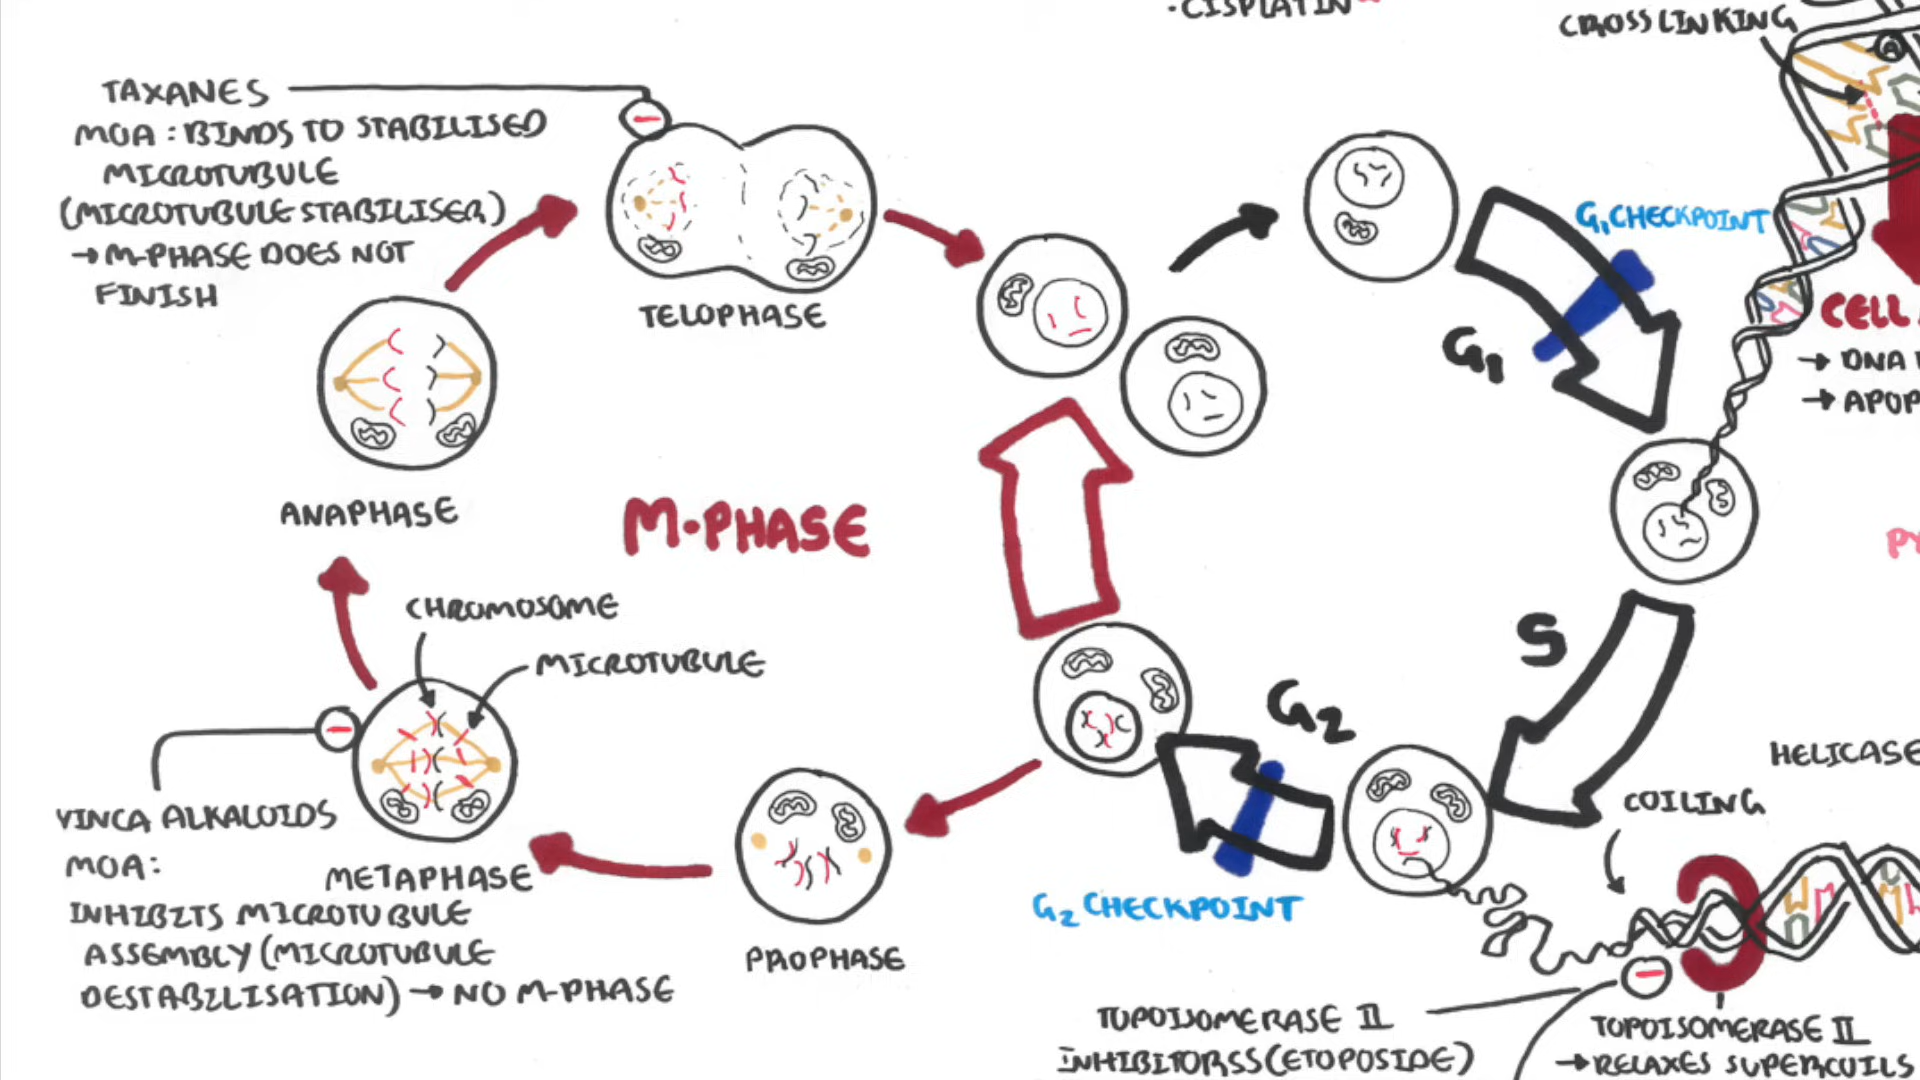 ·CISPLATIN
CROSSLINKING
TAXANES
MOA : BINDS TO STABILISED
MICROTUBULE
(MICROTUBULE STABILISER)
→ M-PHASE DOES NOT
FINISH
TELOPHASE
G1 CHECKPOINT
G1
CELL
→ DNA
→ APOP
ANAPHASE
M-PHASE
CHROMOSOME
MICROTUBULE
S
G2
HELICASE
COILING
VINCA ALKALOIDS
MOA:
INHIBITS MICROTUBULE
ASSEMBLY (MICROTUBULE
DESTABILISATION) → NO M-PHASE
METAPHASE
PROPHASE
G2 CHECKPOINT
TOPOISOMERASE II
INHIBITORSS (ETOPOSIDE)
TOPOISOMERASE II
→ RELAXES SUPERCOILS